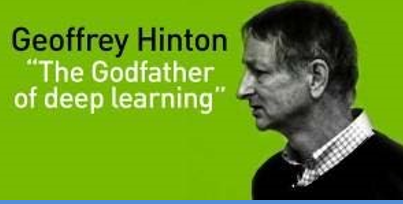 Geoffrey Hinton
“The Godfather
of deep learning”